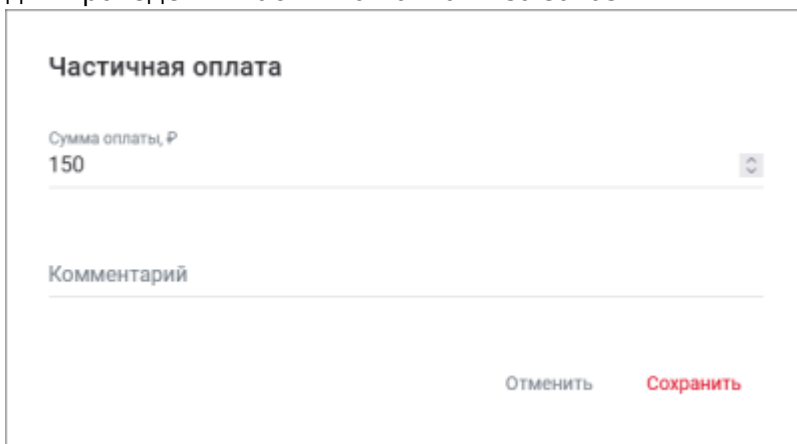 Частичная оплата
Сумма оплаты, ₽
150
Комментарий
Отменить Сохранить